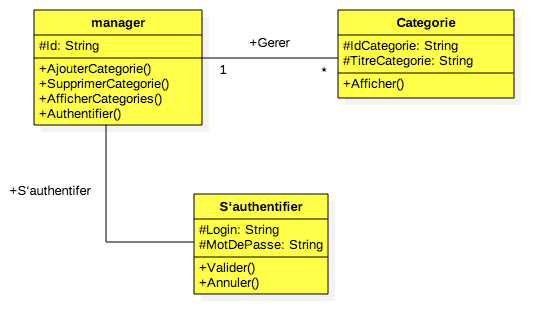 manager
#Id: String
+AjouterCategorie()
+SupprimerCategorie()
+AfficherCategories()
+Authentifier()
+Gerer
1
*
Categorie
#IdCategorie: String
#TitreCategorie: String
+Afficher()
+S‘authentifer
S‘authentifier
#Login: String
#MotDePasse: String
+Valider()
+Annuler()